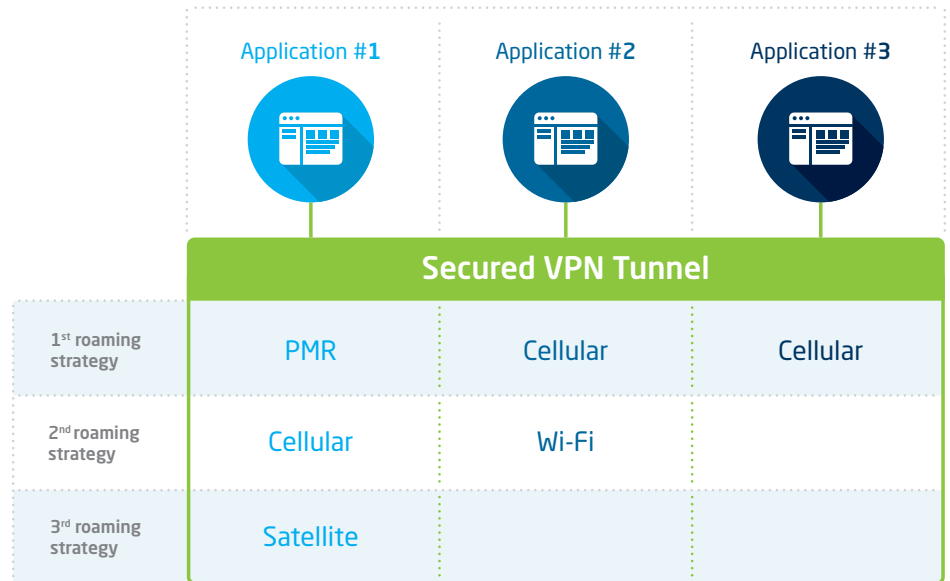 Application #1
Application #2
Application #3
Secured VPN Tunnel
1st roaming
strategy
PMR
Cellular
Cellular
2nd roaming
strategy
Cellular
Wi-Fi
3rd roaming
strategy
Satellite